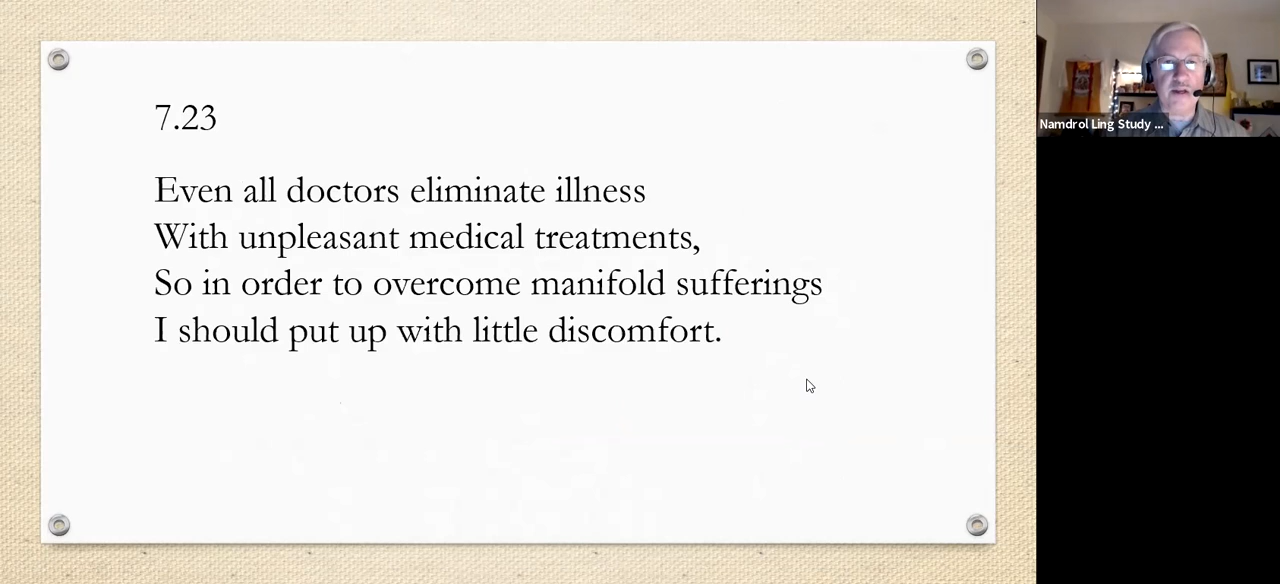 7.23
Even all doctors eliminate illness
With unpleasant medical treatments,
So in order to overcome manifold sufferings
I should put up with little discomfort.
Namdrol Ling Study ...